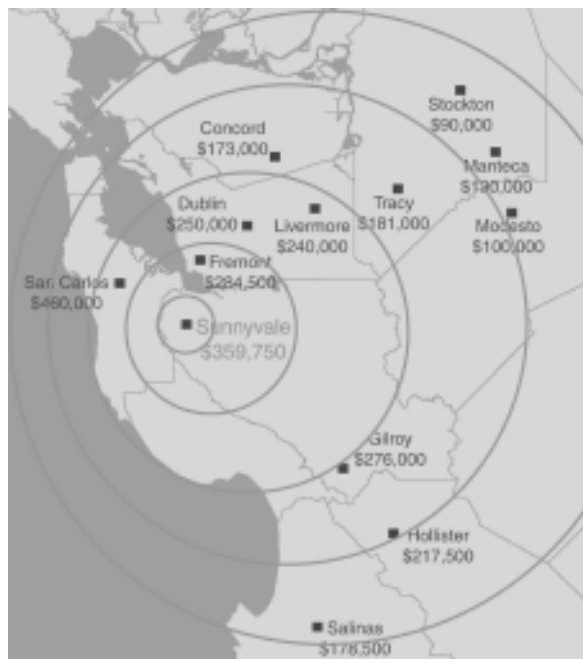 Stockton
$90,000
Concord
$173,000
Manteca
$130,000
Dublin
$250,000
Livermore
$240,000
Tracy
$181,000
Modesto
$100,000
Fremont
$284,500
San Carlos
$460,000
Sunnyvale
$359,750
Gilroy
$276,000
Hollister
$217,500
Salinas
$178,500